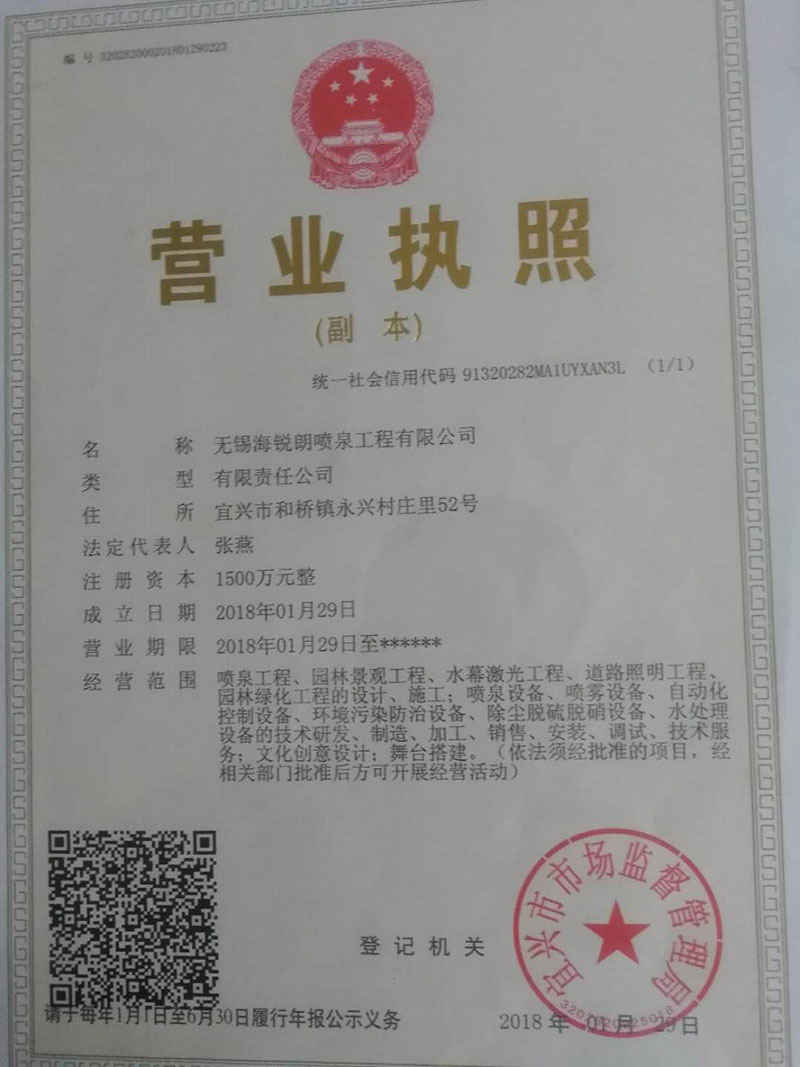 编号 320282000201801290223
营业执照
(副本)
统一社会信用代码 91320282MA1UYXAN3L (1/1)
名称 无锡海锐朗喷泉工程有限公司
类型 有限责任公司
住所 宜兴市和桥镇永兴村庄里52号
法定代表人 张燕
注册资本 1500万元整
成立日期 2018年01月29日
营业期限 2018年01月29日至******
经营范围 喷泉工程、园林景观工程、水幕激光工程、道路照明工程、
园林绿化工程的设计、施工；喷泉设备、喷雾设备、自动化
控制设备、环境污染防治设备、除尘脱硫脱硝设备、水处理
设备的技术研发、制造、加工、销售、安装、调试、技术服
务；文化创意设计；舞台搭建。（依法须经批准的项目，经
相关部门批准后方可开展经营活动）
宜兴市市场监督管理局
登记机关
请于每年1月1日至6月30日履行年报公示义务
2018年 01月 29日